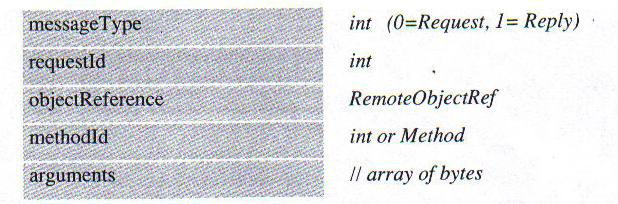 messageType int (0=Request, 1= Reply)
requestId int
objectReference RemoteObjectRef
methodId int or Method
arguments // array of bytes